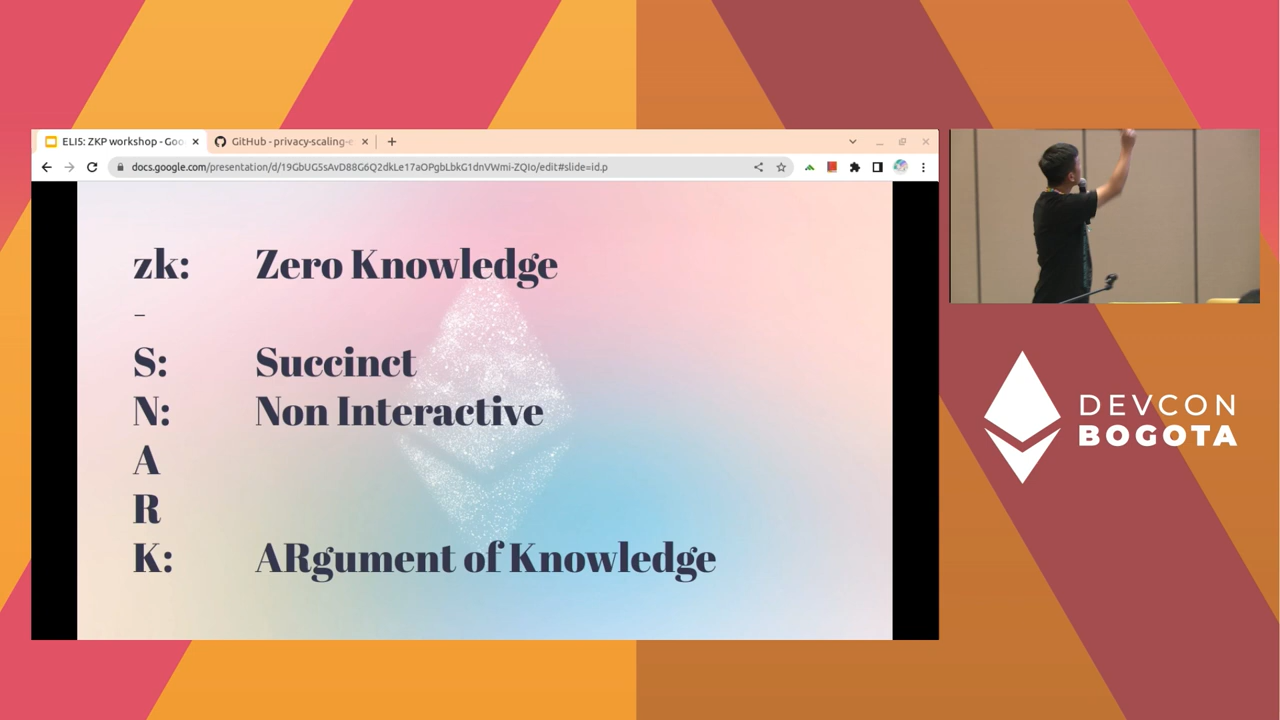 ELI5: ZKP workshop - Goo
GitHub - privacy-scaling-e
docs.google.com/presentation/d/19GbUG5sAvD88G6Q2dkLe17aOPgbLbkG1dnVWmi-ZQIo/edit#slide=id.p
zk: Zero Knowledge
-
S: Succinct
N: Non Interactive
A
R
K: ARgument of Knowledge
DEVCON
BOGOTA